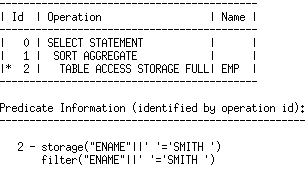 -----------------------------------------------
| Id  | Operation                  | Name |
-----------------------------------------------
|   0 | SELECT STATEMENT           |      |
|   1 |  SORT AGGREGATE            |      |
|*  2 |   TABLE ACCESS STORAGE FULL| EMP  |
-----------------------------------------------
Predicate Information (identified by operation id):
---------------------------------------------------
2 - storage("ENAME"||' '='SMITH ')
filter("ENAME"||' '='SMITH ')